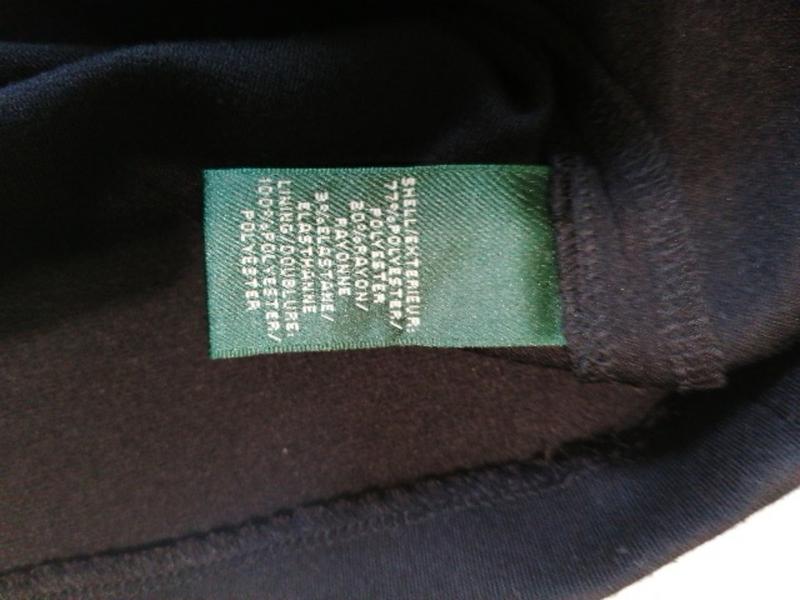 SHELL/EXTERIEUR:
77%POLYESTER/
POLYESTER
20%RAYON/
RAYONNE
3%ELASTANE/
ELASTHANNE
LINING/DOUBLURE:
100%POLYESTER/
POLYESTER